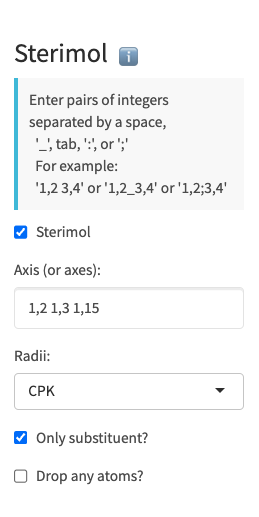 Sterimol i
Enter pairs of integers
separated by a space,
'_', tab, ':', or ';'
For example:
'1,2 3,4' or '1,2_3,4' or '1,2;3,4'
Sterimol
Axis (or axes):
1,2 1,3 1,15
Radii:
CPK
Only substituent?
Drop any atoms?